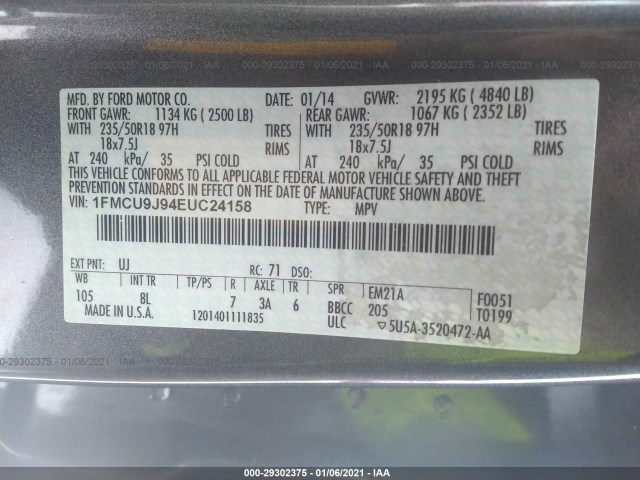 000-29302375 - 01/06/2021 - IAA
MFD. BY FORD MOTOR CO. DATE: 01/14 GVWR: 2195 KG ( 4840 LB)
FRONT GAWR: 1134 KG ( 2500 LB) REAR GAWR: 1067 KG ( 2352 LB)
WITH 235/50R18 97H TIRES WITH 235/50R18 97H TIRES
18x7.5J RIMS 18x7.5J RIMS
AT 240 kPa/ 35 PSI COLD AT 240 kPa/ 35 PSI COLD
THIS VEHICLE CONFORMS TO ALL APPLICABLE FEDERAL MOTOR VEHICLE SAFETY AND THEFT
PREVENTION STANDARDS IN EFFECT ON THE DATE OF MANUFACTURE SHOWN ABOVE.
VIN: 1FMCU9J94EUC24158 TYPE: MPV
EXT PNT: UJ RC: 71 DSO:
WB INT TR TP/PS R AXLE TR SPR EM21A F0051
105 8L 7 3A 6 BBCC 205 T0199
MADE IN U.S.A. 1201401111835 ULC ▽5U5A-3520472-AA
000-29302375 - 01/06/2021 - IAA